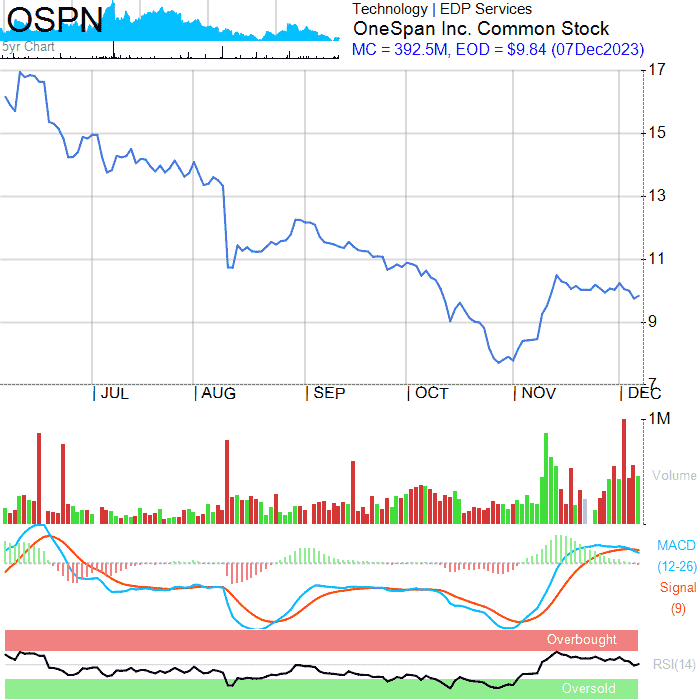 OSPN
5yr Chart
Technology | EDP Services
OneSpan Inc. Common Stock
MC = 392.5M, EOD = $9.84 (07Dec2023)
17
15
13
11
9
7
JUL AUG SEP OCT NOV DEC
1M
Volume
MACD
(12-26)
Signal
(9)
Overbought
RSI(14)
Oversold